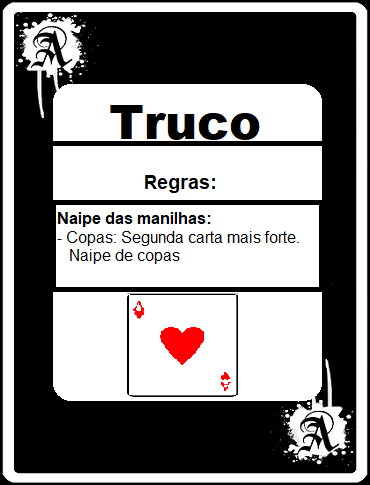 A
Truco
Regras:
Naipe das manilhas:
- Copas: Segunda carta mais forte.
Naipe de copas
A